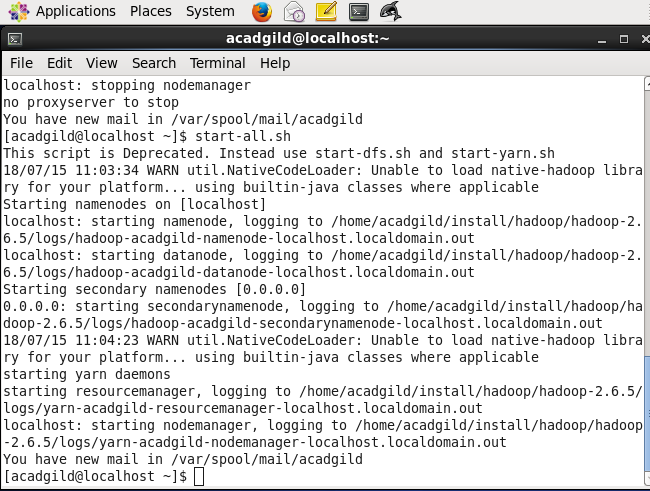 Applications Places System
acadgild@localhost:~
File Edit View Search Terminal Help
localhost: stopping nodemanager
no proxyserver to stop
You have new mail in /var/spool/mail/acadgild
[acadgild@localhost ~]$ start-all.sh
This script is Deprecated. Instead use start-dfs.sh and start-yarn.sh
18/07/15 11:03:34 WARN util.NativeCodeLoader: Unable to load native-hadoop libra
ry for your platform... using builtin-java classes where applicable
Starting namenodes on [localhost]
localhost: starting namenode, logging to /home/acadgild/install/hadoop/hadoop-2.
6.5/logs/hadoop-acadgild-namenode-localhost.localdomain.out
localhost: starting datanode, logging to /home/acadgild/install/hadoop/hadoop-2.
6.5/logs/hadoop-acadgild-datanode-localhost.localdomain.out
Starting secondary namenodes [0.0.0.0]
0.0.0.0: starting secondarynamenode, logging to /home/acadgild/install/hadoop/ha
doop-2.6.5/logs/hadoop-acadgild-secondarynamenode-localhost.localdomain.out
18/07/15 11:04:23 WARN util.NativeCodeLoader: Unable to load native-hadoop libra
ry for your platform... using builtin-java classes where applicable
starting yarn daemons
starting resourcemanager, logging to /home/acadgild/install/hadoop/hadoop-2.6.5/
logs/yarn-acadgild-resourcemanager-localhost.localdomain.out
localhost: starting nodemanager, logging to /home/acadgild/install/hadoop/hadoop
-2.6.5/logs/yarn-acadgild-nodemanager-localhost.localdomain.out
You have new mail in /var/spool/mail/acadgild
[acadgild@localhost ~]$